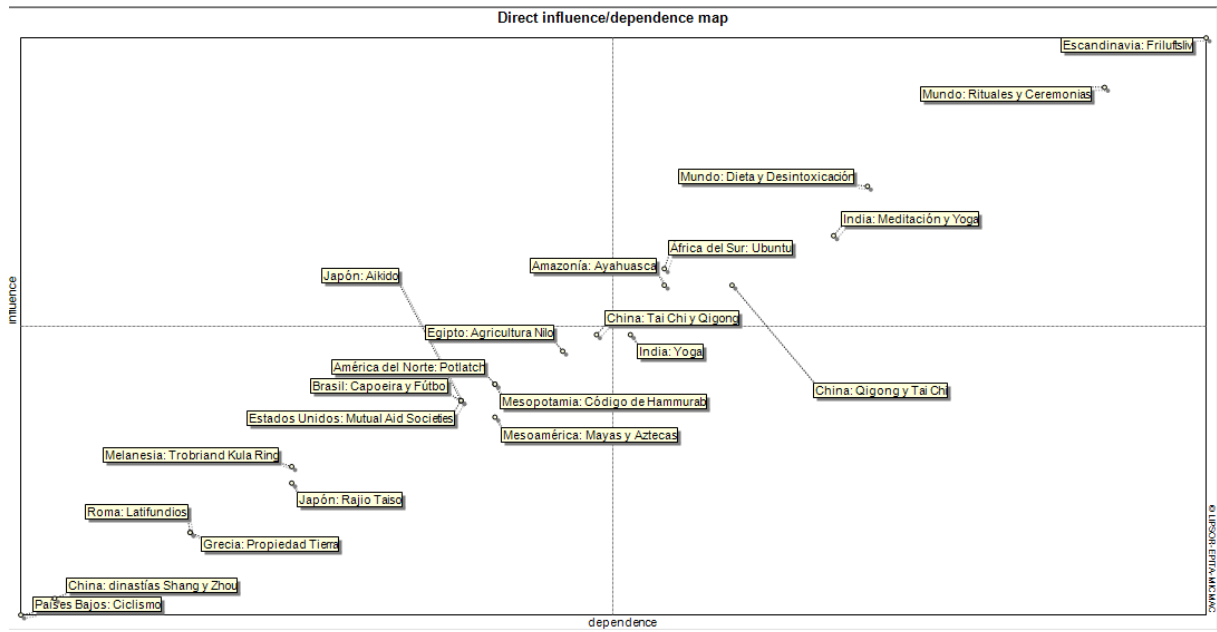 Direct influence/dependence map
Escandinavia: Friluftsliv
Mundo: Rituales y Ceremonias
Mundo: Dieta y Desintoxicación
India: Meditación y Yoga
África del Sur: Ubuntu
Amazonía: Ayahuasca
Japón: Aikido
influence
China: Tai Chi y Qigong
Egipto: Agricultura Nilo
India: Yoga
América del Norte: Potlatch
Brasil: Capoeira y Fútbo
China: Qigong y Tai Chi
Mesopotamia: Código de Hammurab
Estados Unidos: Mutual Aid Societies
Mesoamérica: Mayas y Aztecas
Melanesia: Trobriand Kula Ring
Japón: Rajio Taiso
Roma: Latifundios
Grecia: Propiedad Tierra
China: dinastías Shang y Zhou
Países Bajos: Ciclismo
dependence
© LIPSOR-EPITA-MICMAC